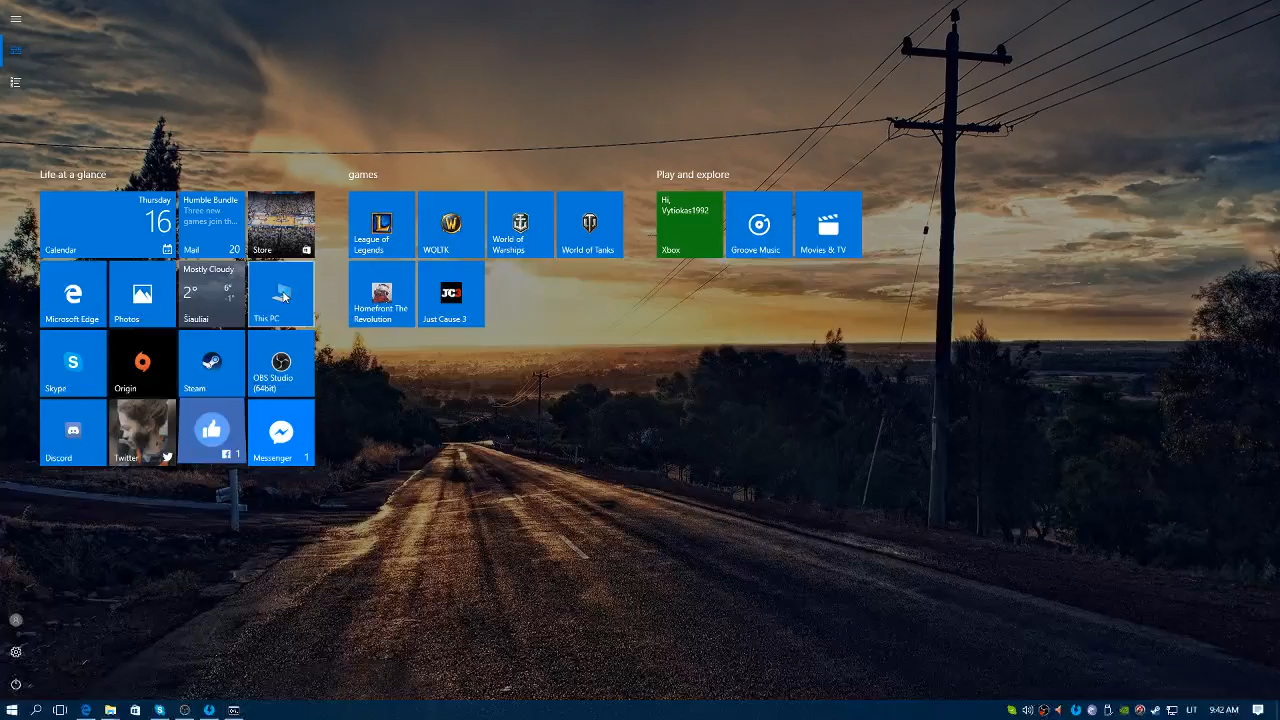 Life at a glance
games
Play and explore
Thursday
16
Calendar
Humble Bundle
Three new
games join th...
Mail 20
Store
League of
Legends
WOLTK
World of
Warships
World of Tanks
Hi,
Vytiokas1992
Xbox
Groove Music
Movies & TV
Microsoft Edge
Photos
Mostly Cloudy
2°
6°
-1°
Siauliai
This PC
Homefront The
Revolution
JC3
Just Cause 3
Skype
Origin
Steam
OBS Studio
(64bit)
Discord
Twitter
1
Messenger 1
LIT
9:42 AM